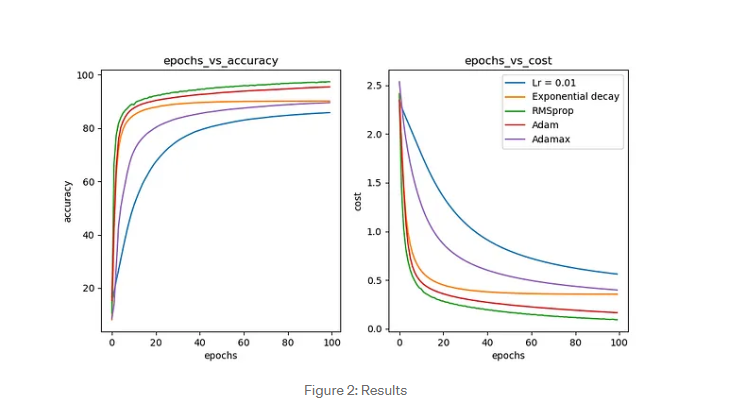 epochs_vs_accuracy
100
80
60
40
20
accuracy
0
20
40
60
80
100
epochs
epochs_vs_cost
2.5
2.0
1.5
1.0
0.5
0.0
cost
Lr = 0.01
Exponential decay
RMSprop
Adam
Adamax
0
20
40
60
80
100
epochs
Figure 2: Results